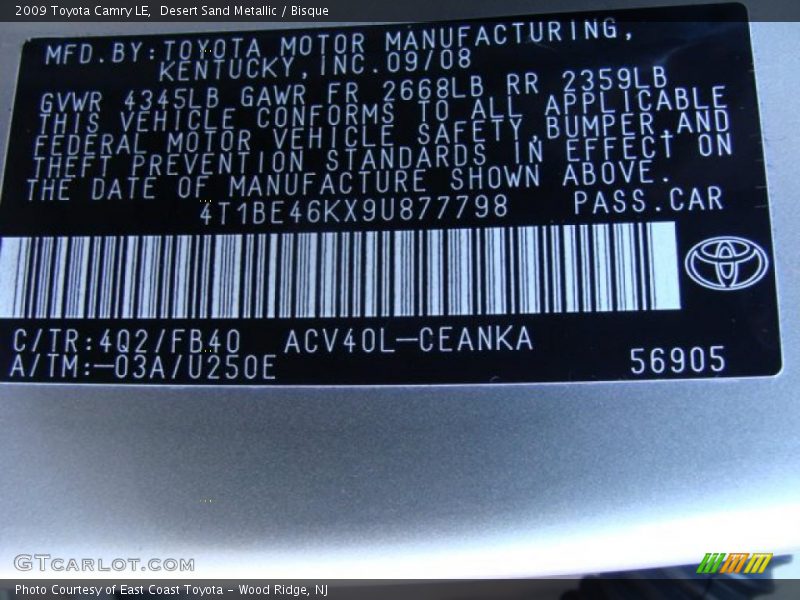 2009 Toyota Camry LE,  Desert Sand Metallic / Bisque
MFD.BY:TOYOTA MOTOR MANUFACTURING,
KENTUCKY,INC.09/08
GVWR 4345LB GAWR FR 2668LB RR 2359LB
THIS VEHICLE CONFORMS TO ALL APPLICABLE
FEDERAL MOTOR VEHICLE SAFETY,BUMPER,AND
THEFT PREVENTION STANDARDS IN EFFECT ON
THE DATE OF MANUFACTURE SHOWN ABOVE.
4T1BE46KX9U877798 PASS.CAR
C/TR:4Q2/FB40 ACV40L-CEANKA
A/TM:-03A/U250E 56905
GTCARLOT.COM
Photo Courtesy of East Coast Toyota - Wood Ridge, NJ